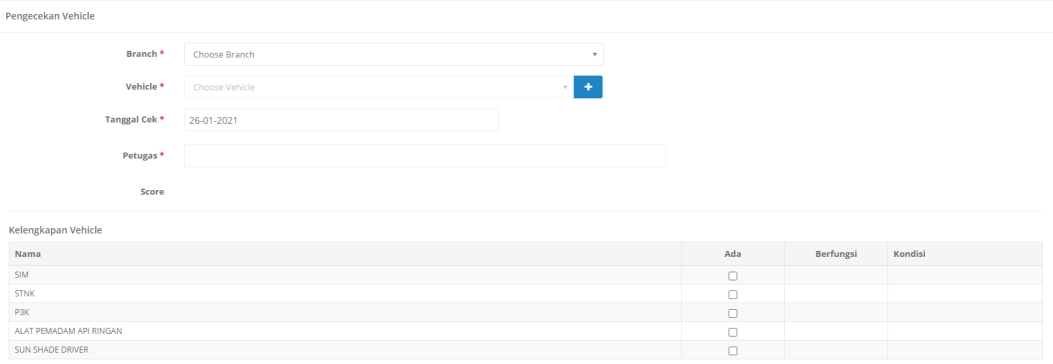 Pengecekan Vehicle
Branch * Choose Branch
Vehicle * Choose Vehicle +
Tanggal Cek * 26-01-2021
Petugas *
Score
Kelengkapan Vehicle
Nama Ada Berfungsi Kondisi
SIM
STNK
P3K
ALAT PEMADAM API RINGAN
SUN SHADE DRIVER